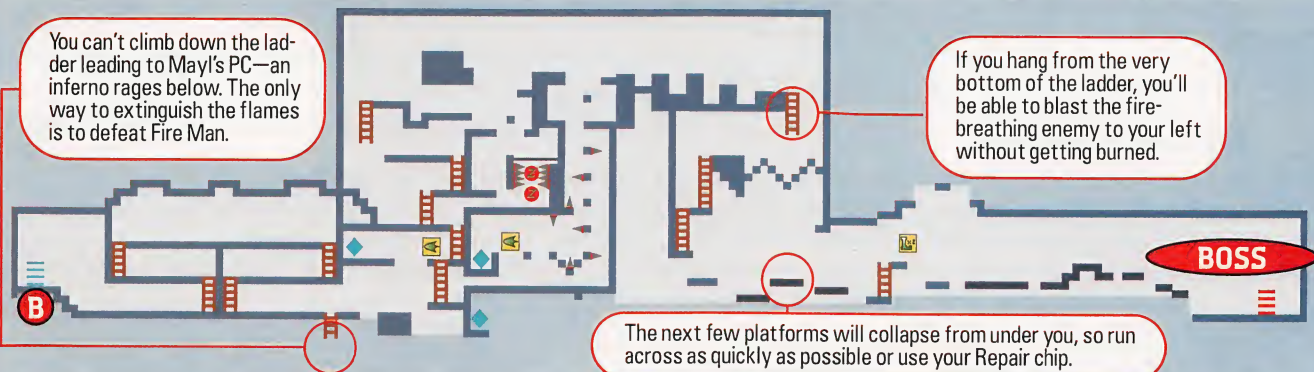 You can't climb down the lad-
der leading to Mayl's PC—an
inferno rages below. The only
way to extinguish the flames
is to defeat Fire Man.
If you hang from the very
bottom of the ladder, you'll
be able to blast the fire-
breathing enemy to your left
without getting burned.
BOSS
B
The next few platforms will collapse from under you, so run
across as quickly as possible or use your Repair chip.